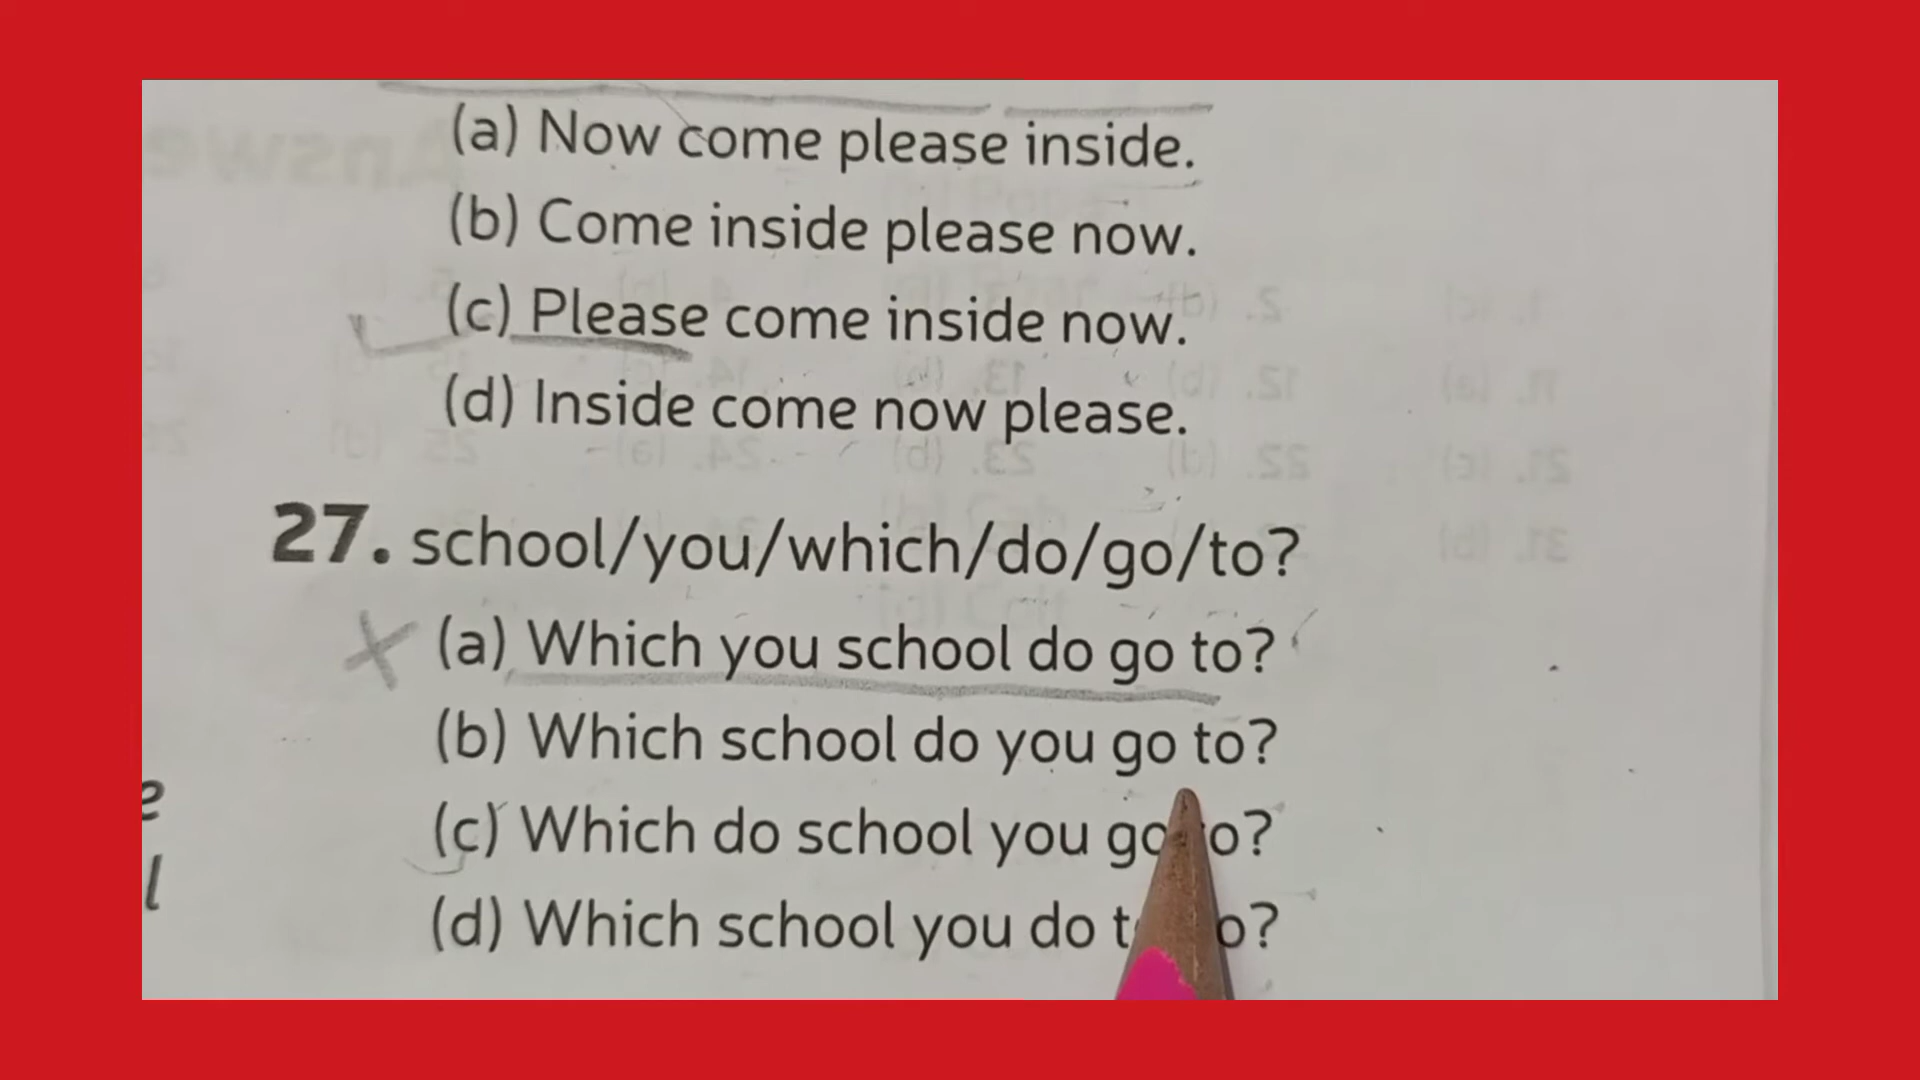 (a) Now come please inside.
(b) Come inside please now.
(c) Please come inside now.
(d) Inside come now please.
27. school/you/which/do/go/to?
(a) Which you school do go to?
(b) Which school do you go to?
(c) Which do school you go
(d) Which school you do